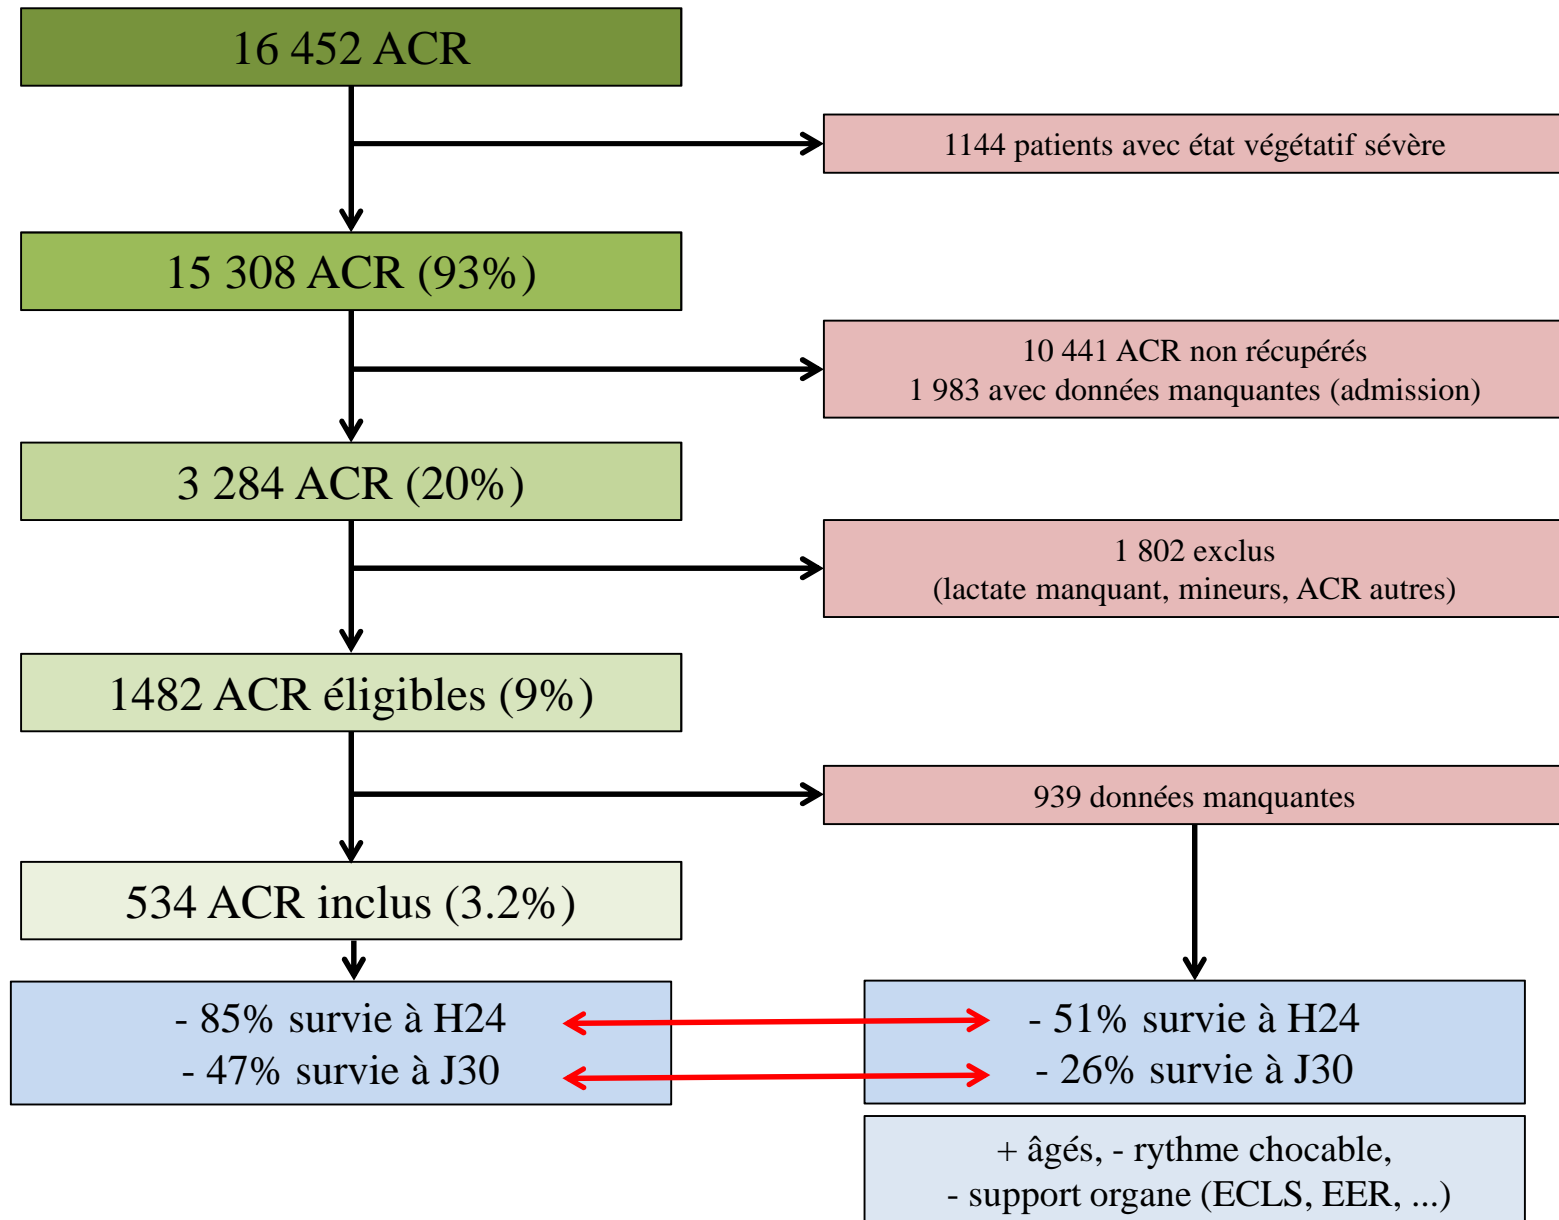 16 452 ACR
1144 patients avec état végétatif sévère
15 308 ACR (93%)
10 441 ACR non récupérés
1 983 avec données manquantes (admission)
3 284 ACR (20%)
1 802 exclus
(lactate manquant, mineurs, ACR autres)
1482 ACR éligibles (9%)
939 données manquantes
534 ACR inclus (3.2%)
- 85% survie à H24
- 47% survie à J30
- 51% survie à H24
- 26% survie à J30
+ âgés, - rythme chocable,
- support organe (ECLS, EER, ...)